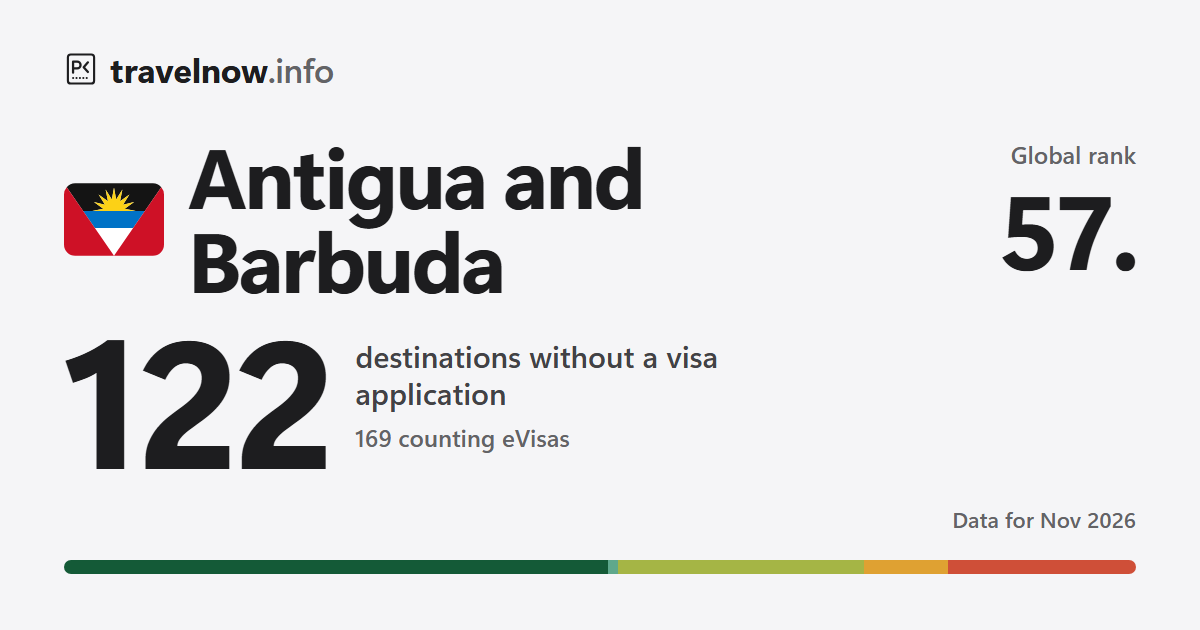 travelnow.info
Antigua and
Barbuda
Global rank
57.
122
destinations without a visa
application
169 counting eVisas
Data for Nov 2026